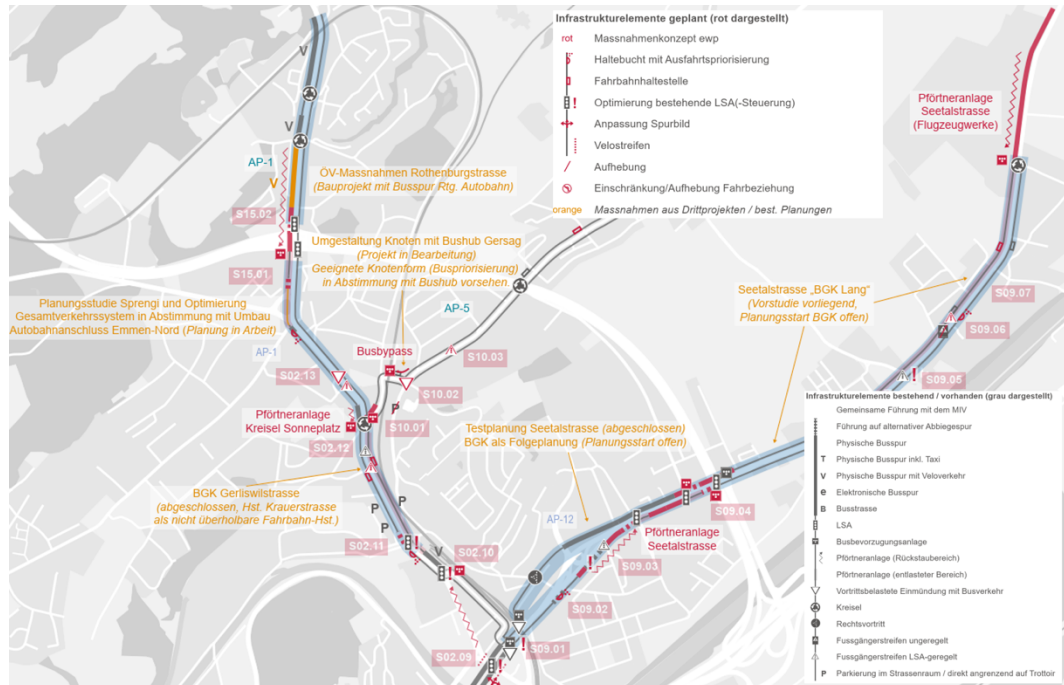 Infrastrukturelemente geplant (rot dargestellt)
rot Massnahmenkonzept ewp
Haltebucht mit Ausfahrtspriorisierung
Fahrbahnhaltestelle
Optimierung bestehende LSA(-Steuerung)
Anpassung Spurbild
Velostreifen
Aufhebung
Einschränkung/Aufhebung Fahrbeziehung
orange Massnahmen aus Drittprojekten / best. Planungen
Pförtneranlage
Seetalstrasse
(Flugzeugwerke)
V
V
AP-1
V
ÖV-Massnahmen Rothenburgstrasse
(Bauprojekt mit Busspur Rtg. Autobahn)
S15.02
S15.01
Umgestaltung Knoten mit Bushub Gersag
(Projekt in Bearbeitung)
Geeignete Knotenform (Buspriorisierung)
in Abstimmung mit Bushub vorsehen.
Planungsstudie Sprengi und Optimierung
Gesamtverkehrssystem in Abstimmung mit Umbau
Autobahnanschluss Emmen-Nord (Planung in Arbeit)
AP-5
AP-1
Seetalstrasse „BGK Lang"
(Vorstudie vorliegend,
Planungsstart BGK offen)
S09.07
S09.06
S09.05
Busbypass
S10.03
S02.13
S10.02
P
Pförtneranlage
Kreisel Sonneplatz
S10.01
S02.12
Testplanung Seetalstrasse (abgeschlossen)
BGK als Folgeplanung (Planungsstart offen)
BGK Gerliswilstrasse
(abgeschlossen, Hst. Krauerstrasse
als nicht überholbare Fahrbahn-Hst.)
P
P
P
S02.11
V
S02.10
AP-12
S09.04
Pförtneranlage
Seetalstrasse
S09.03
S09.02
S09.01
S02.09
Infrastrukturelemente bestehend / vorhanden (grau dargestellt)
Gemeinsame Führung mit dem MIV
Führung auf alternativer Abbiegespur
Physische Busspur
T Physische Busspur inkl. Taxi
V Physische Busspur mit Veloverkehr
e Elektronische Busspur
B Busstrasse
LSA
Busbevorzugungsanlage
Pförtneranlage (Rückstaubereich)
Pförtneranlage (entlasteter Bereich)
Vortrittsbelastete Einmündung mit Busverkehr
Kreisel
Rechtsvortritt
Fussgängerstreifen ungeregelt
Fussgängerstreifen LSA-geregelt
P Parkierung im Strassenraum / direkt angrenzend auf Trottoir